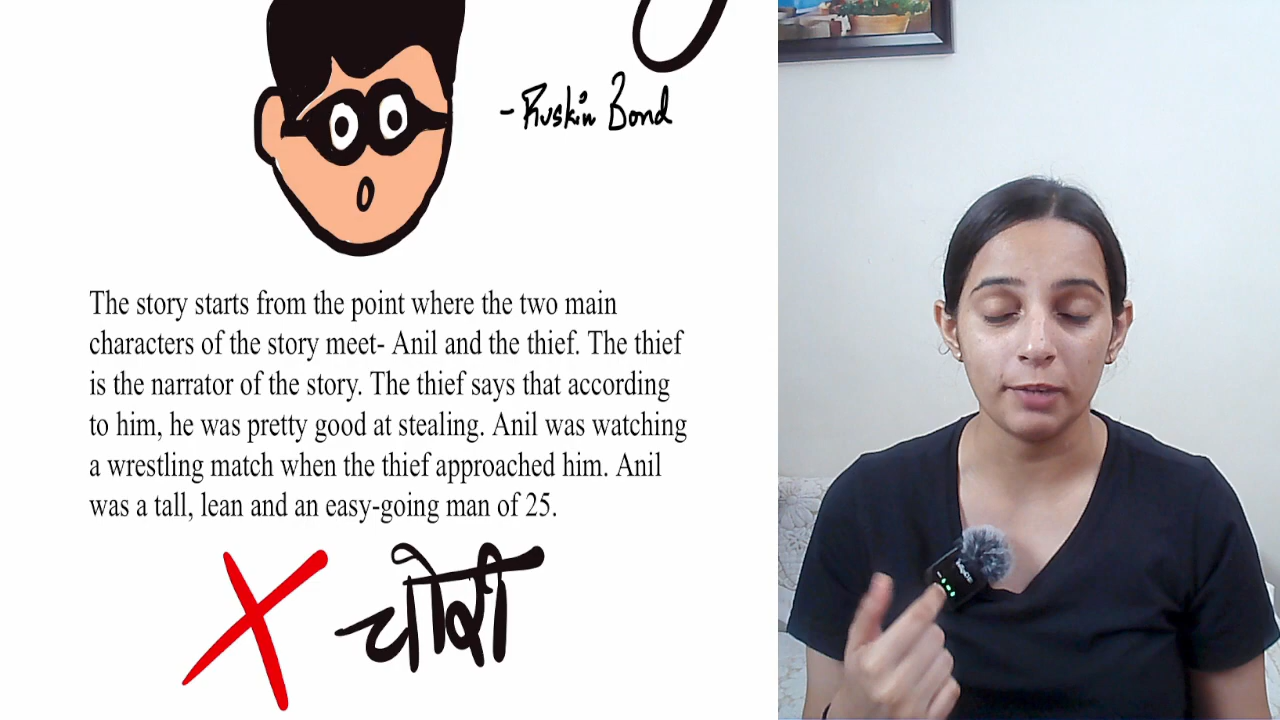 -Ruskin Bond
The story starts from the point where the two main
characters of the story meet- Anil and the thief. The thief
is the narrator of the story. The thief says that according
to him, he was pretty good at stealing. Anil was watching
a wrestling match when the thief approached him. Anil
was a tall, lean and an easy-going man of 25.
चोरी